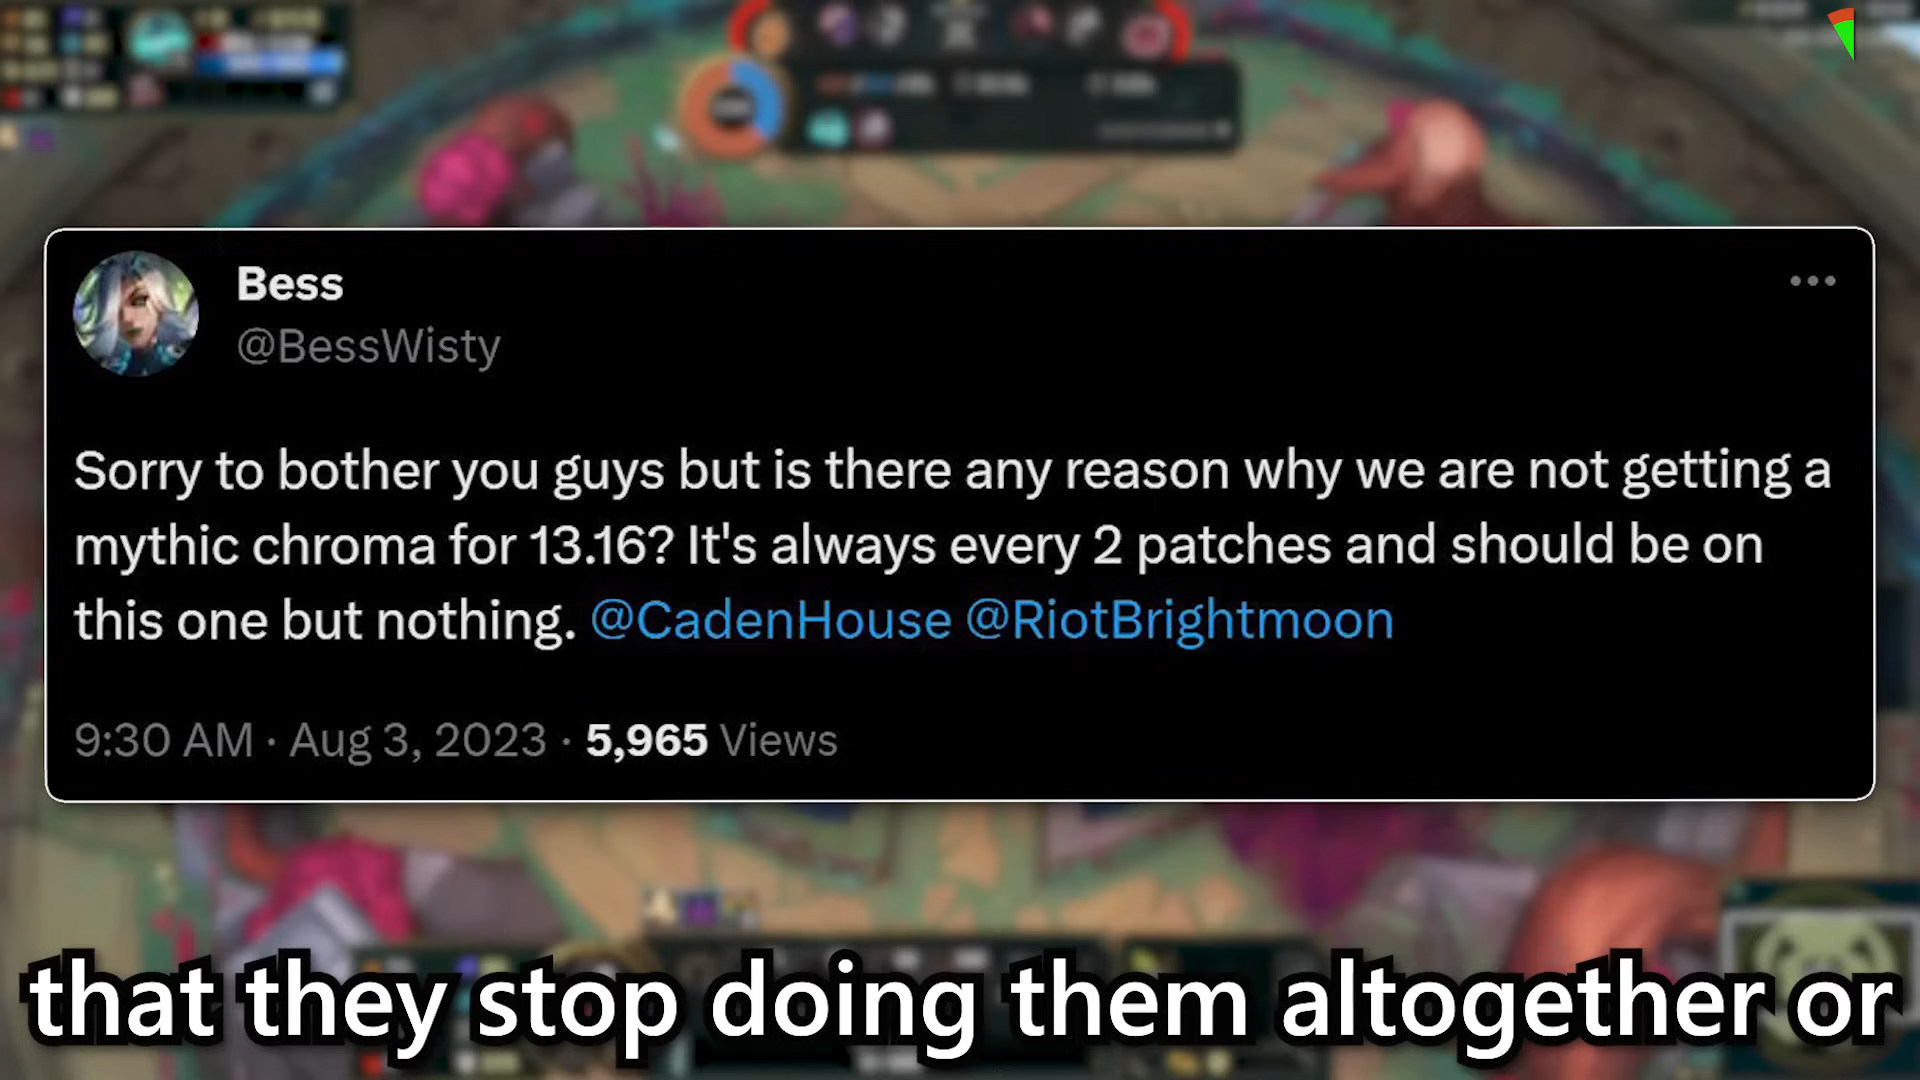 Bess
@BessWisty
Sorry to bother you guys but is there any reason why we are not getting a
mythic chroma for 13.16? It's always every 2 patches and should be on
this one but nothing. @CadenHouse @RiotBrightmoon
9:30 AM · Aug 3, 2023 · 5,965 Views
that they stop doing them altogether or